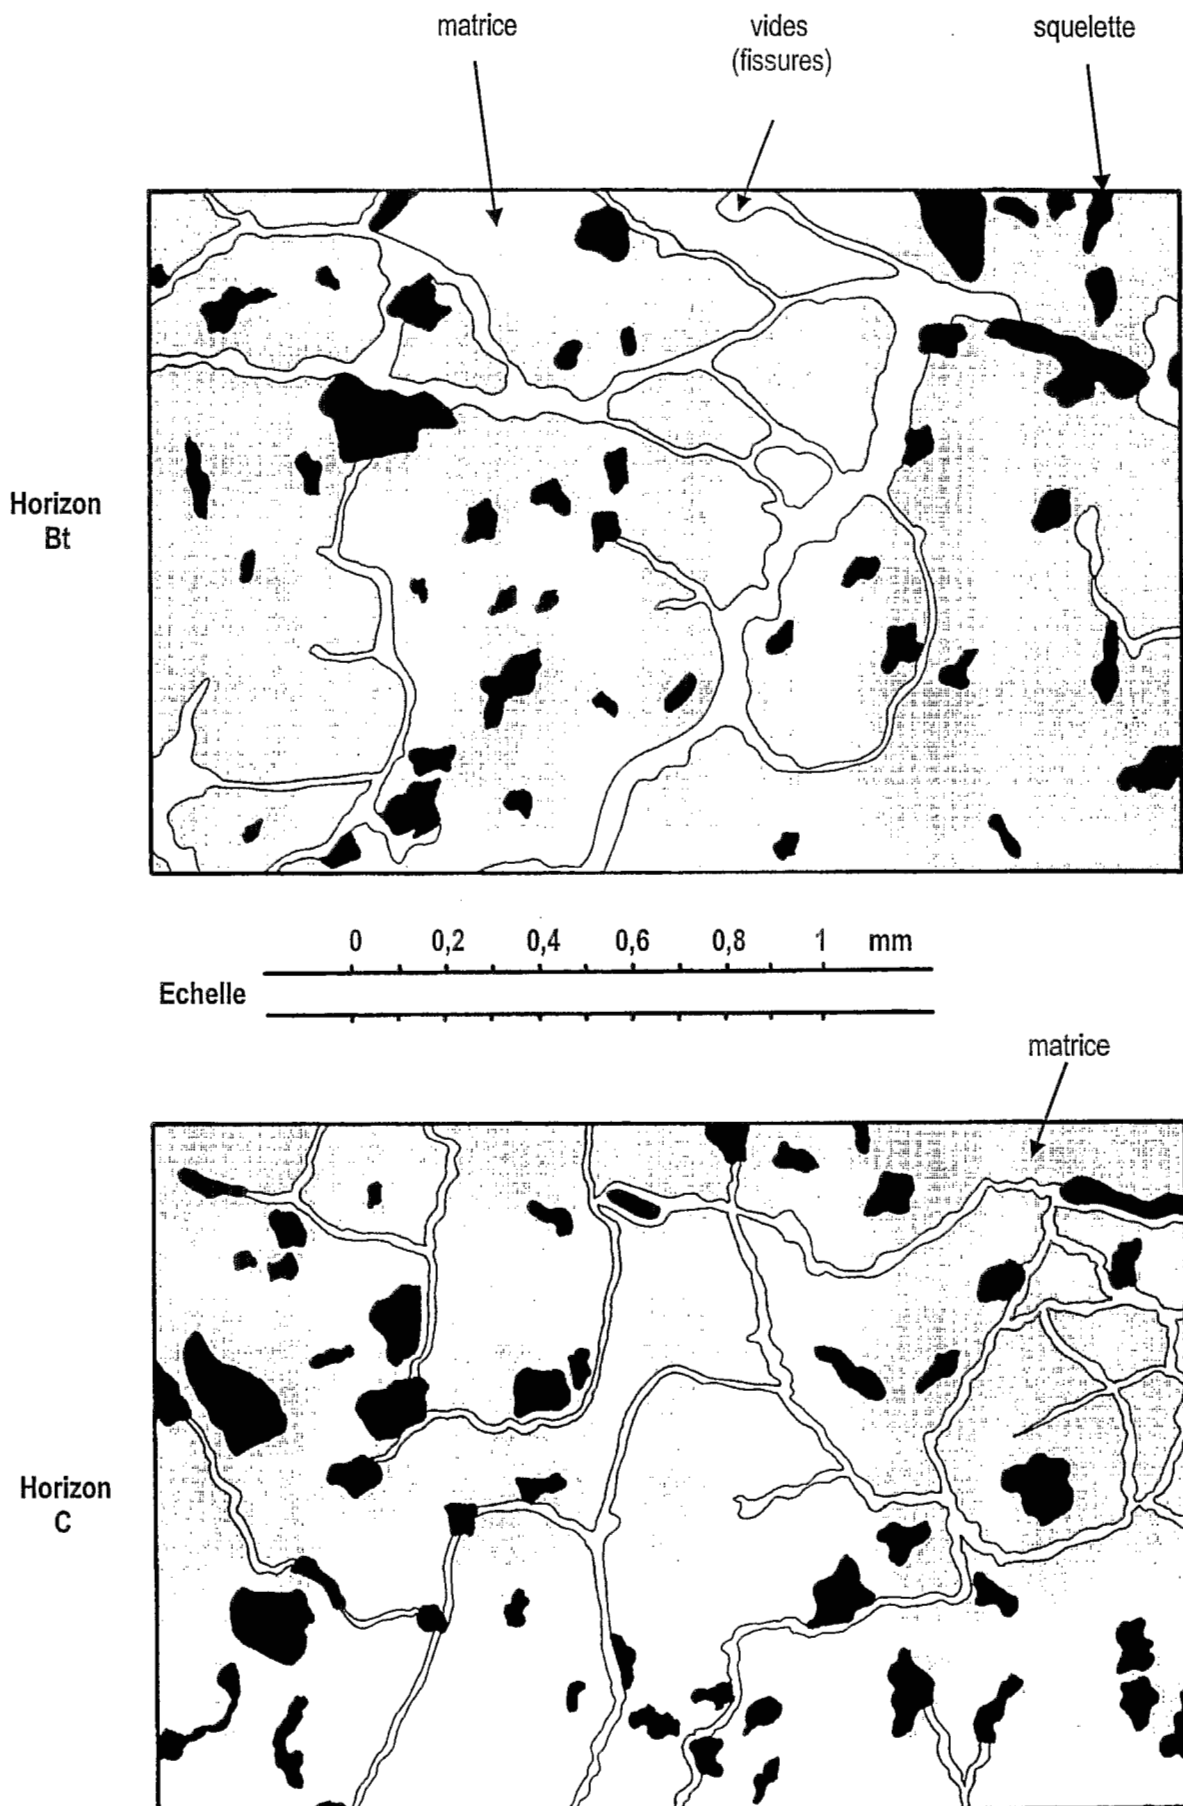 matrice
vides
(fissures)
squelette
Horizon
Bt
0 0,2 0,4 0,6 0,8 1 mm
Echelle
matrice
Horizon
C